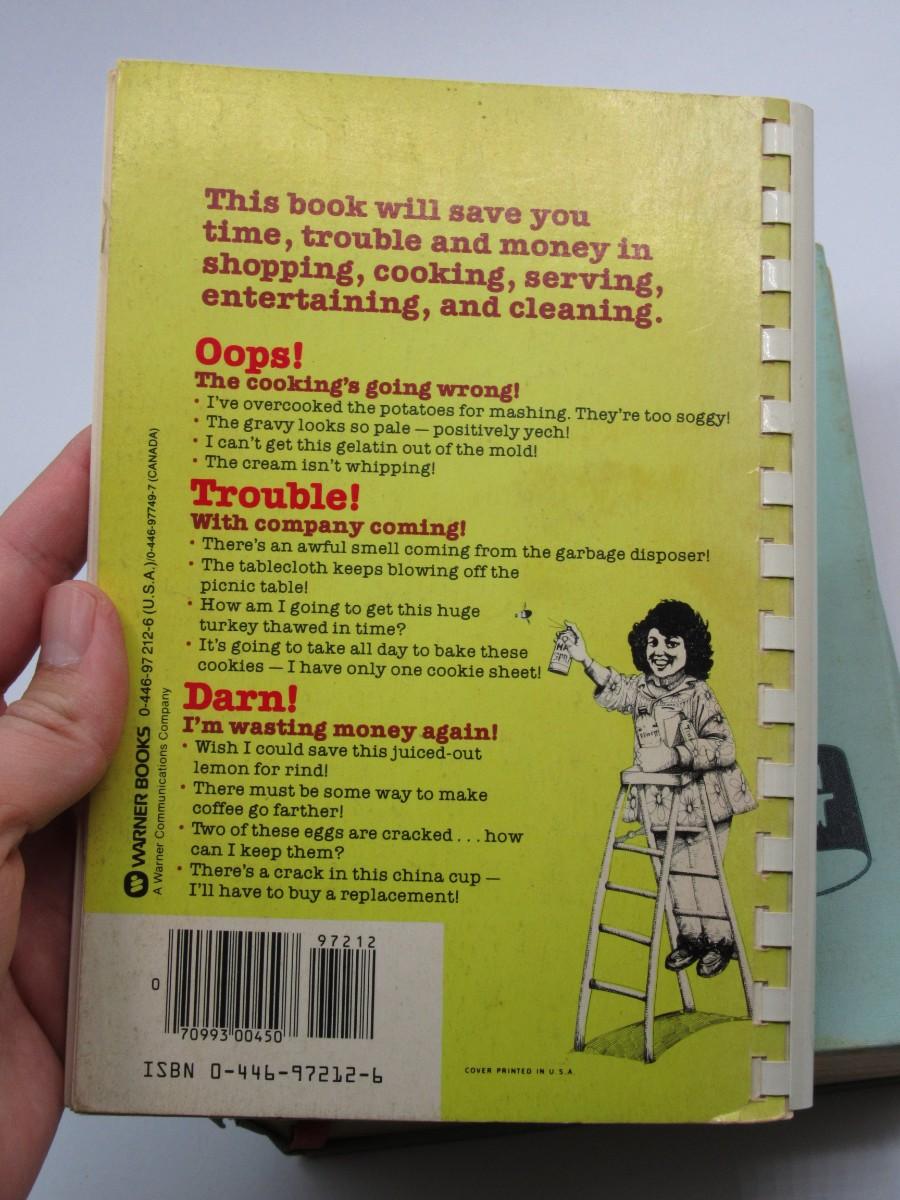 This book will save you
time, trouble and money in
shopping, cooking, serving,
entertaining, and cleaning.
Oops!
The cooking's going wrong!
• I've overcooked the potatoes for mashing. They're too soggy!
• The gravy looks so pale — positively yech!
• I can't get this gelatin out of the mold!
• The cream isn't whipping!
Trouble!
With company coming!
• There's an awful smell coming from the garbage disposer!
• The tablecloth keeps blowing off the
picnic table!
• How am I going to get this huge
turkey thawed in time?
• It's going to take all day to bake these
cookies — I have only one cookie sheet!
Darn!
I'm wasting money again!
• Wish I could save this juiced-out
lemon for rind!
• There must be some way to make
coffee go farther!
• Two of these eggs are cracked . . . how
can I keep them?
• There's a crack in this china cup —
I'll have to buy a replacement!
WARNER BOOKS 0-446-97212-6 (U.S.A.)/0-446-97749-7 (CANADA)
A Warner Communications Company
97212
0
70993 00450
ISBN 0-446-97212-6
COVER PRINTED IN U.S.A.